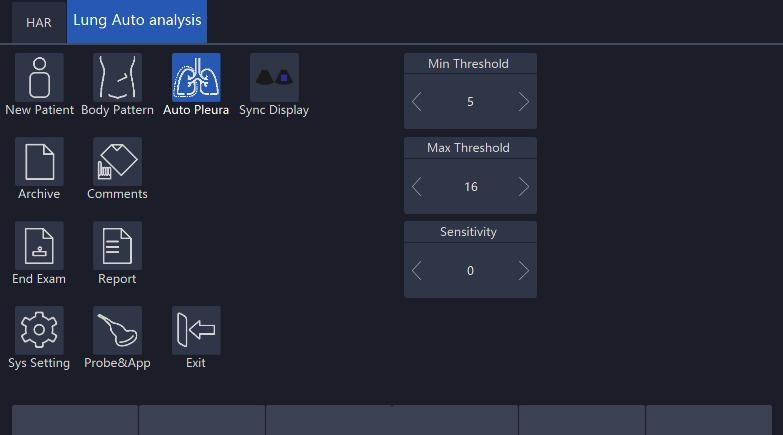 HAR
Lung Auto analysis
New Patient
Body Pattern
Auto Pleura
Sync Display
Archive
Comments
End Exam
Report
Sys Setting
Probe&App
Exit
Min Threshold
5
Max Threshold
16
Sensitivity
0